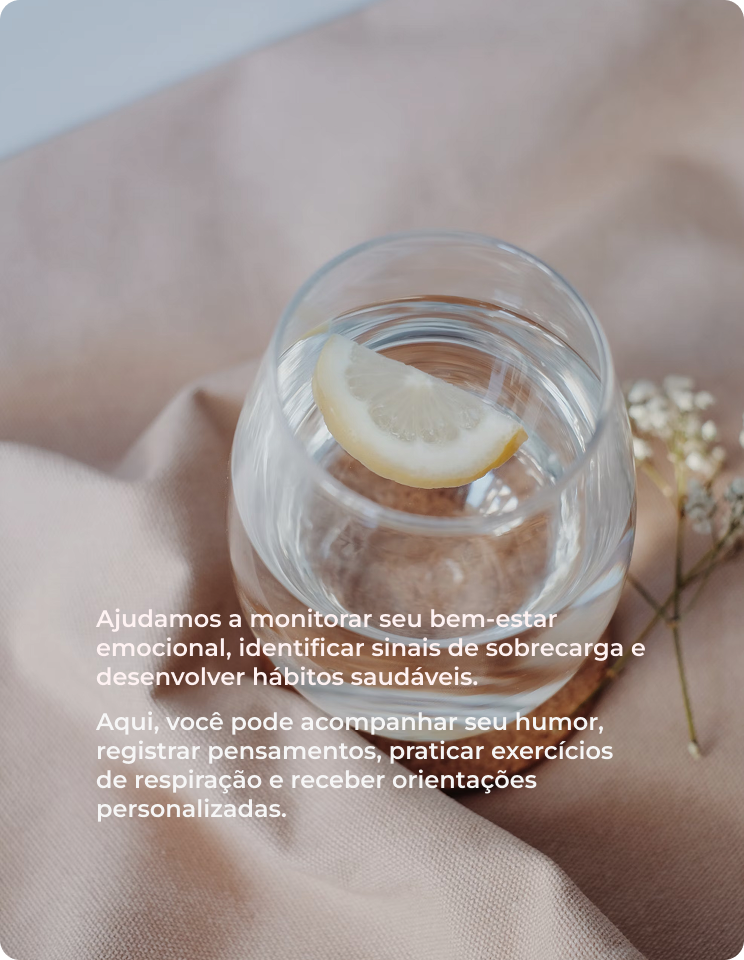 Ajudamos a monitorar seu bem-estar
emocional, identificar sinais de sobrecarga e
desenvolver hábitos saudáveis.
Aqui, você pode acompanhar seu humor,
registrar pensamentos, praticar exercícios
de respiração e receber orientações
personalizadas.